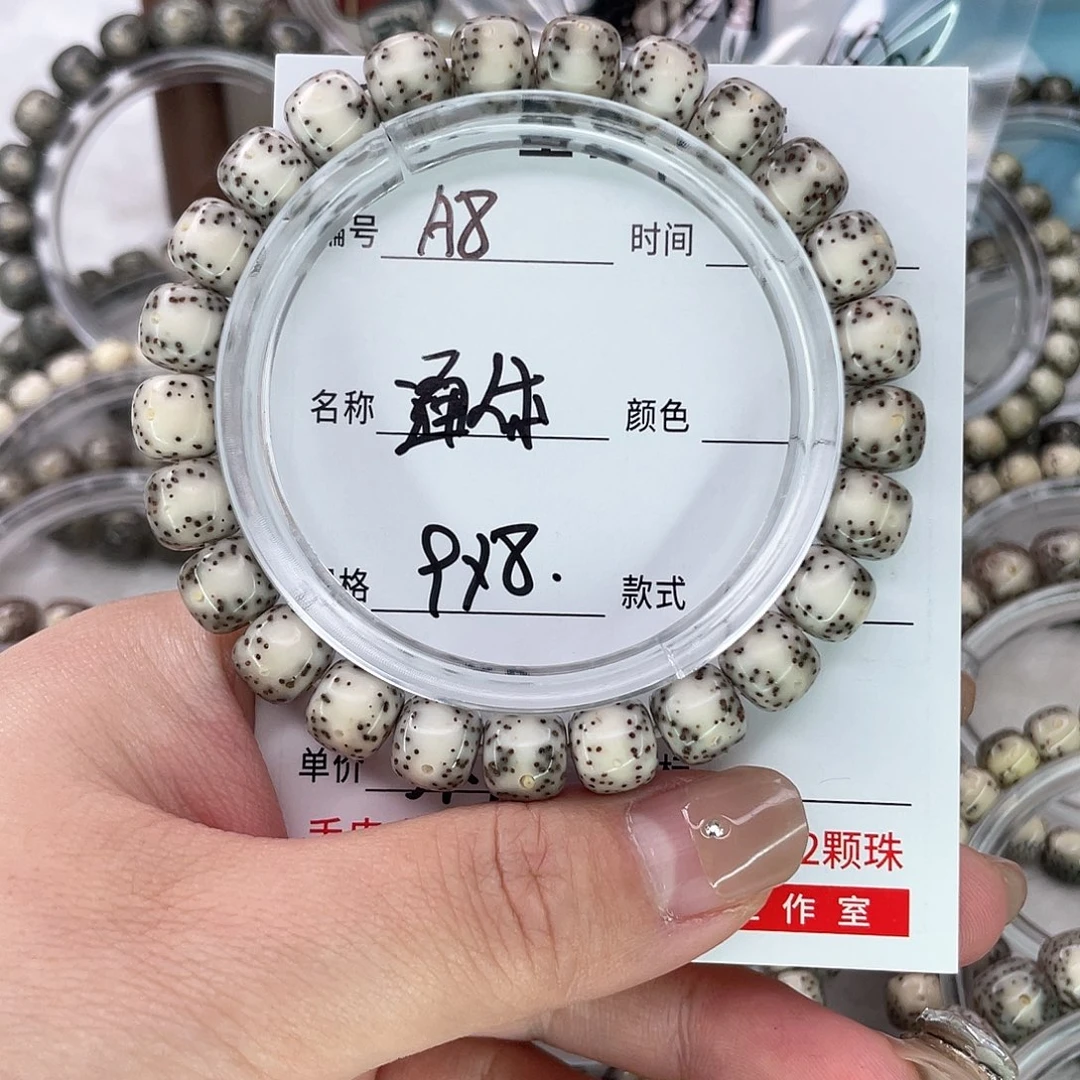 编号 A8 时间
名称 通体 颜色
规格 9x8. 款式
单价
2颗珠
作室